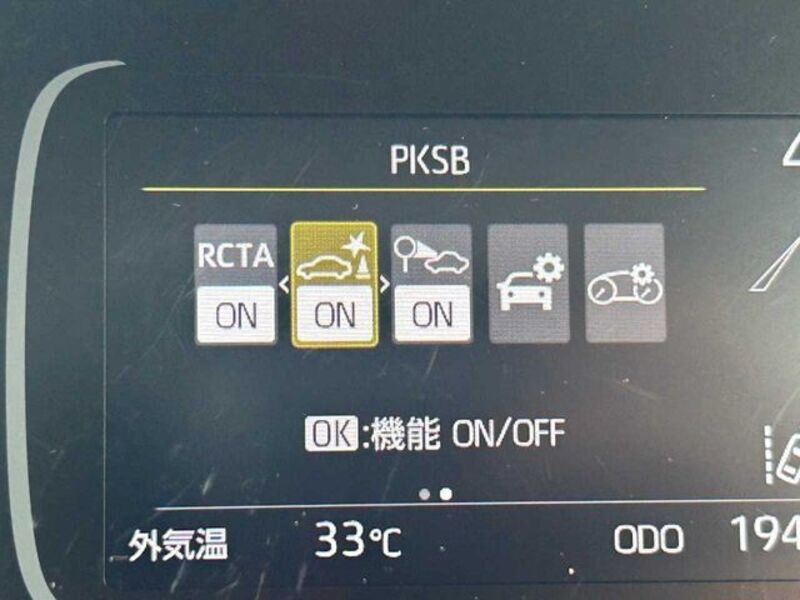 PKSB
RCTA
ON ON ON
OK:機能 ON/OFF
外気温 33℃ ODO 194